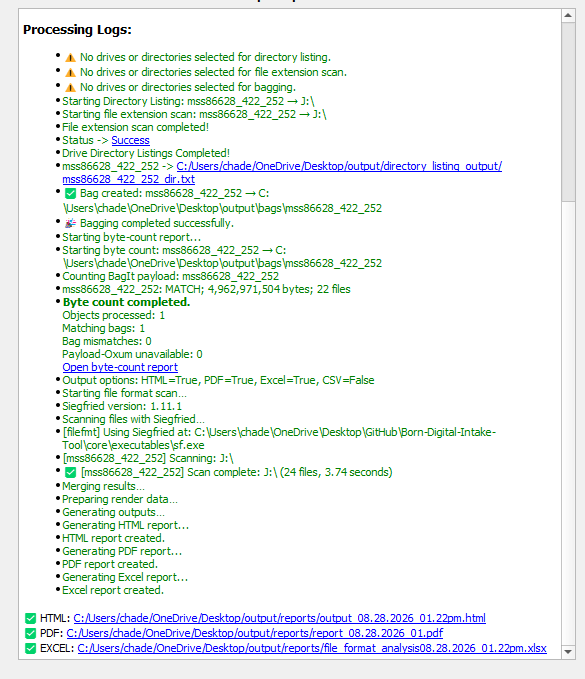 Processing Logs:
• ⚠️ No drives or directories selected for directory listing.
• ⚠️ No drives or directories selected for file extension scan.
• ⚠️ No drives or directories selected for bagging.
• Starting Directory Listing: mss86628_422_252 → J:\
• Starting file extension scan: mss86628_422_252 → J:\
• File extension scan completed!
• Status -> Success
• Drive Directory Listings Completed!
• mss86628_422_252 -> C:/Users/chade/OneDrive/Desktop/output/directory_listing_output/
mss86628_422_252_dir.txt
• ✅ Bag created: mss86628_422_252 → C:
\Users\chade\OneDrive\Desktop\output\bags\mss86628_422_252
• 🎉 Bagging completed successfully.
• Starting byte-count report...
• Starting byte count: mss86628_422_252 → C:
\Users\chade\OneDrive\Desktop\output\bags\mss86628_422_252
• Counting BagIt payload: mss86628_422_252
• mss86628_422_252: MATCH; 4,962,971,504 bytes; 22 files
• Byte count completed.
Objects processed: 1
Matching bags: 1
Bag mismatches: 0
Payload-Oxum unavailable: 0
Open byte-count report
• Output options: HTML=True, PDF=True, Excel=True, CSV=False
• Starting file format scan...
• Siegfried version: 1.11.1
• Scanning files with Siegfried...
• [filefmt] Using Siegfried at: C:\Users\chade\OneDrive\Desktop\GitHub\Born-Digital-Intake-
Tool\core\executables\sf.exe
• [mss86628_422_252] Scanning: J:\
• ✅ [mss86628_422_252] Scan complete: J:\ (24 files, 3.74 seconds)
• Merging results...
• Preparing render data...
• Generating outputs...
• Generating HTML report...
• HTML report created.
• Generating PDF report...
• PDF report created.
• Generating Excel report...
• Excel report created.
✅ HTML: C:/Users/chade/OneDrive/Desktop/output/reports/output_08.28.2026_01.22pm.html
✅ PDF: C:/Users/chade/OneDrive/Desktop/output/reports/report_08.28.2026_01.pdf
✅ EXCEL: C:/Users/chade/OneDrive/Desktop/output/reports/file_format_analysis08.28.2026_01.22pm.xlsx